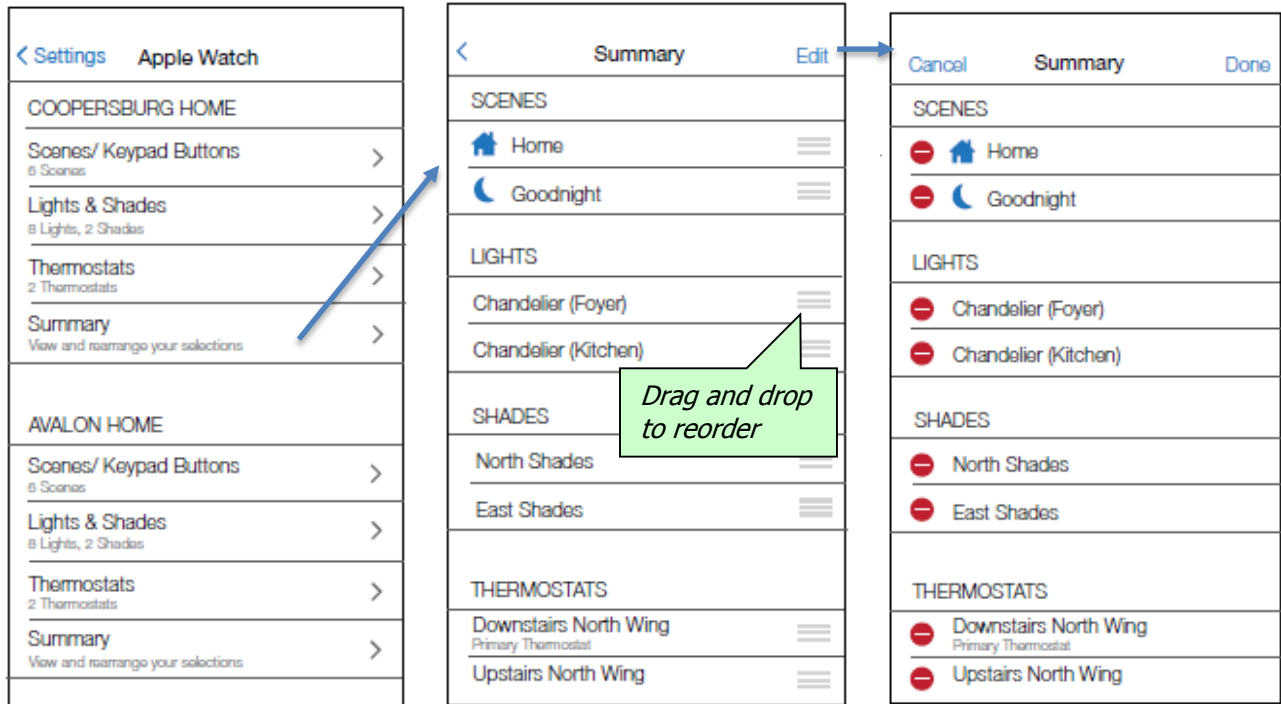 Settings Apple Watch
COOPERSBURG HOME
Scenes/ Keypad Buttons
6 Scenes
Lights & Shades
8 Lights, 2 Shades
Thermostats
2 Thermostats
Summary
View and rearrange your selections
AVALON HOME
Scenes/ Keypad Buttons
6 Scenes
Lights & Shades
8 Lights, 2 Shades
Thermostats
2 Thermostats
Summary
View and rearrange your selections
Summary Edit
SCENES
Home
Goodnight
LIGHTS
Chandelier (Foyer)
Chandelier (Kitchen)
Drag and drop
to reorder
SHADES
North Shades
East Shades
THERMOSTATS
Downstairs North Wing
Primary Thermostat
Upstairs North Wing
Cancel Summary Done
SCENES
Home
Goodnight
LIGHTS
Chandelier (Foyer)
Chandelier (Kitchen)
SHADES
North Shades
East Shades
THERMOSTATS
Downstairs North Wing
Primary Thermostat
Upstairs North Wing